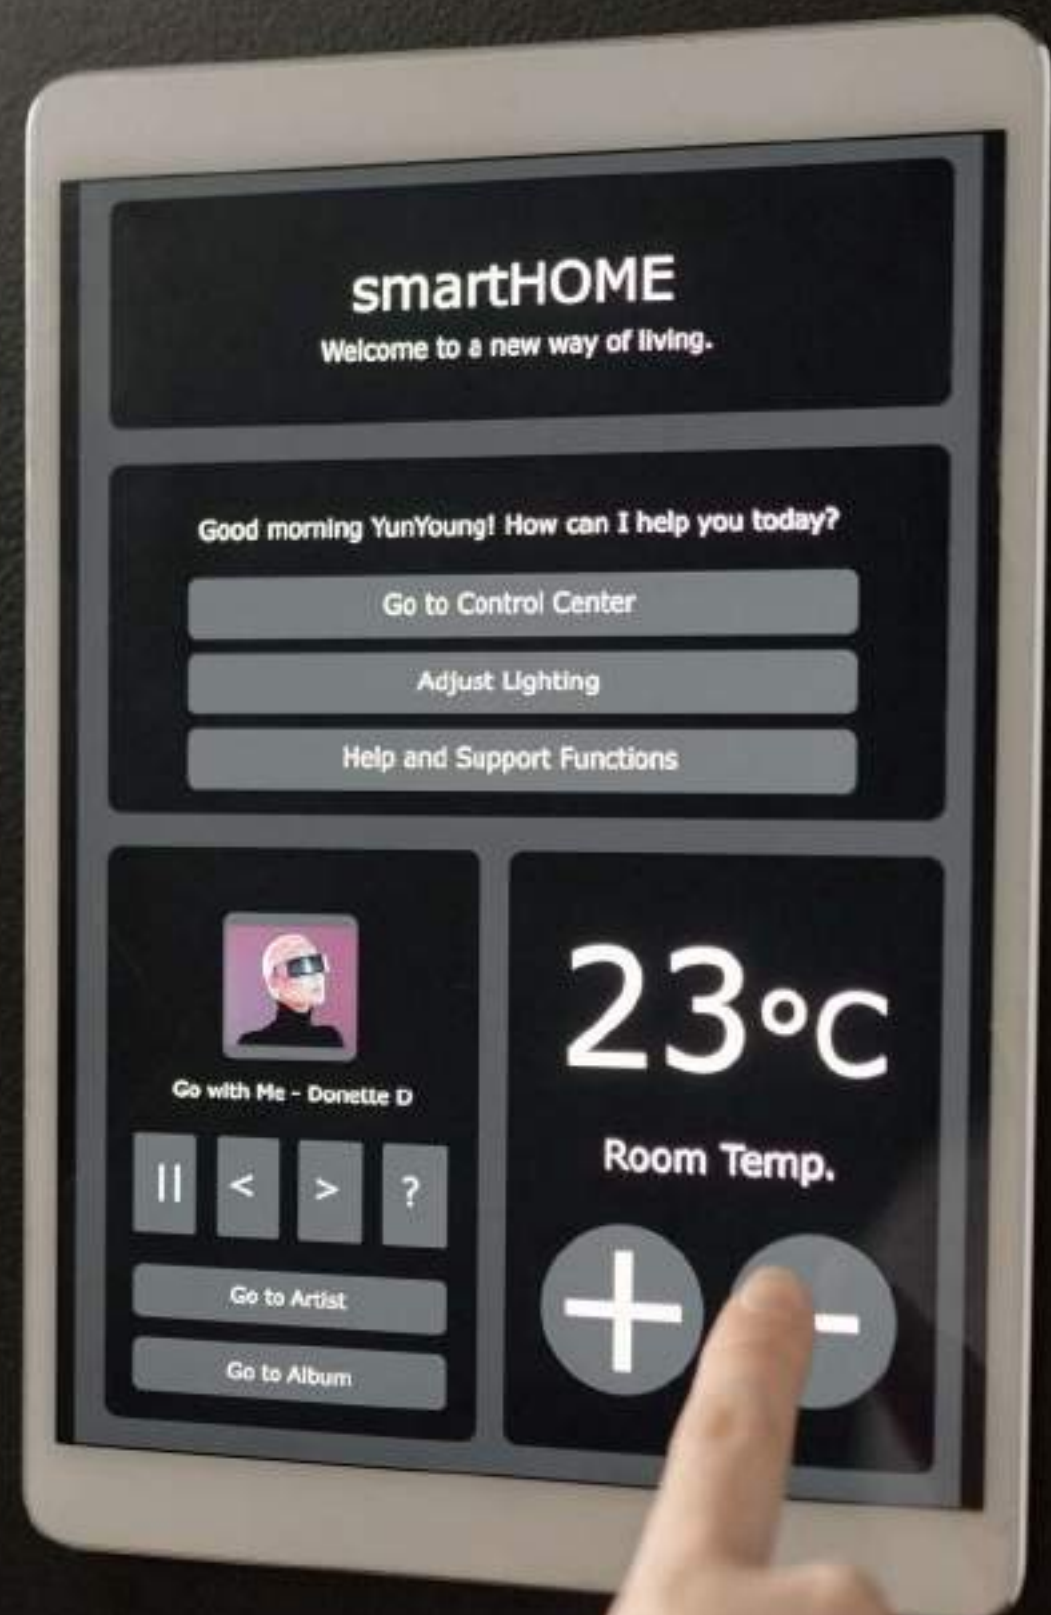 smartHOME
Welcome to a new way of living.
Good morning YunYoung! How can I help you today?
Go to Control Center
Adjust Lighting
Help and Support Functions
Go with Me - Donette D
|| < > ?
Go to Artist
Go to Album
23°C
Room Temp.
+ -